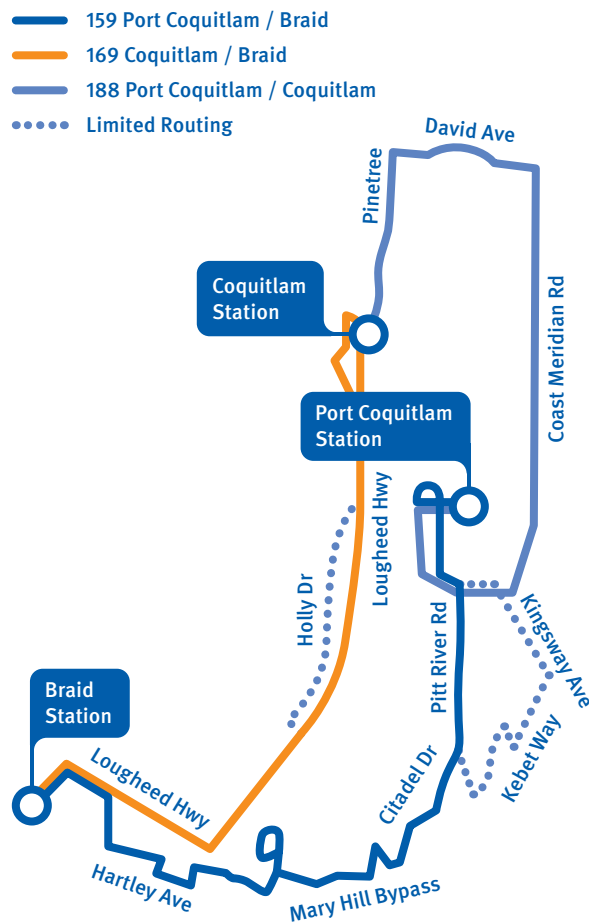 159 Port Coquitlam / Braid
169 Coquitlam / Braid
188 Port Coquitlam / Coquitlam
Limited Routing
David Ave
Pinetree
Coquitlam
Station
Coast Meridian Rd
Port Coquitlam
Station
Lougheed Hwy
Holly Dr
Pitt River Rd
Kingsway Ave
Braid
Station
Kebet Way
Citadel Dr
Lougheed Hwy
Hartley Ave
Mary Hill Bypass